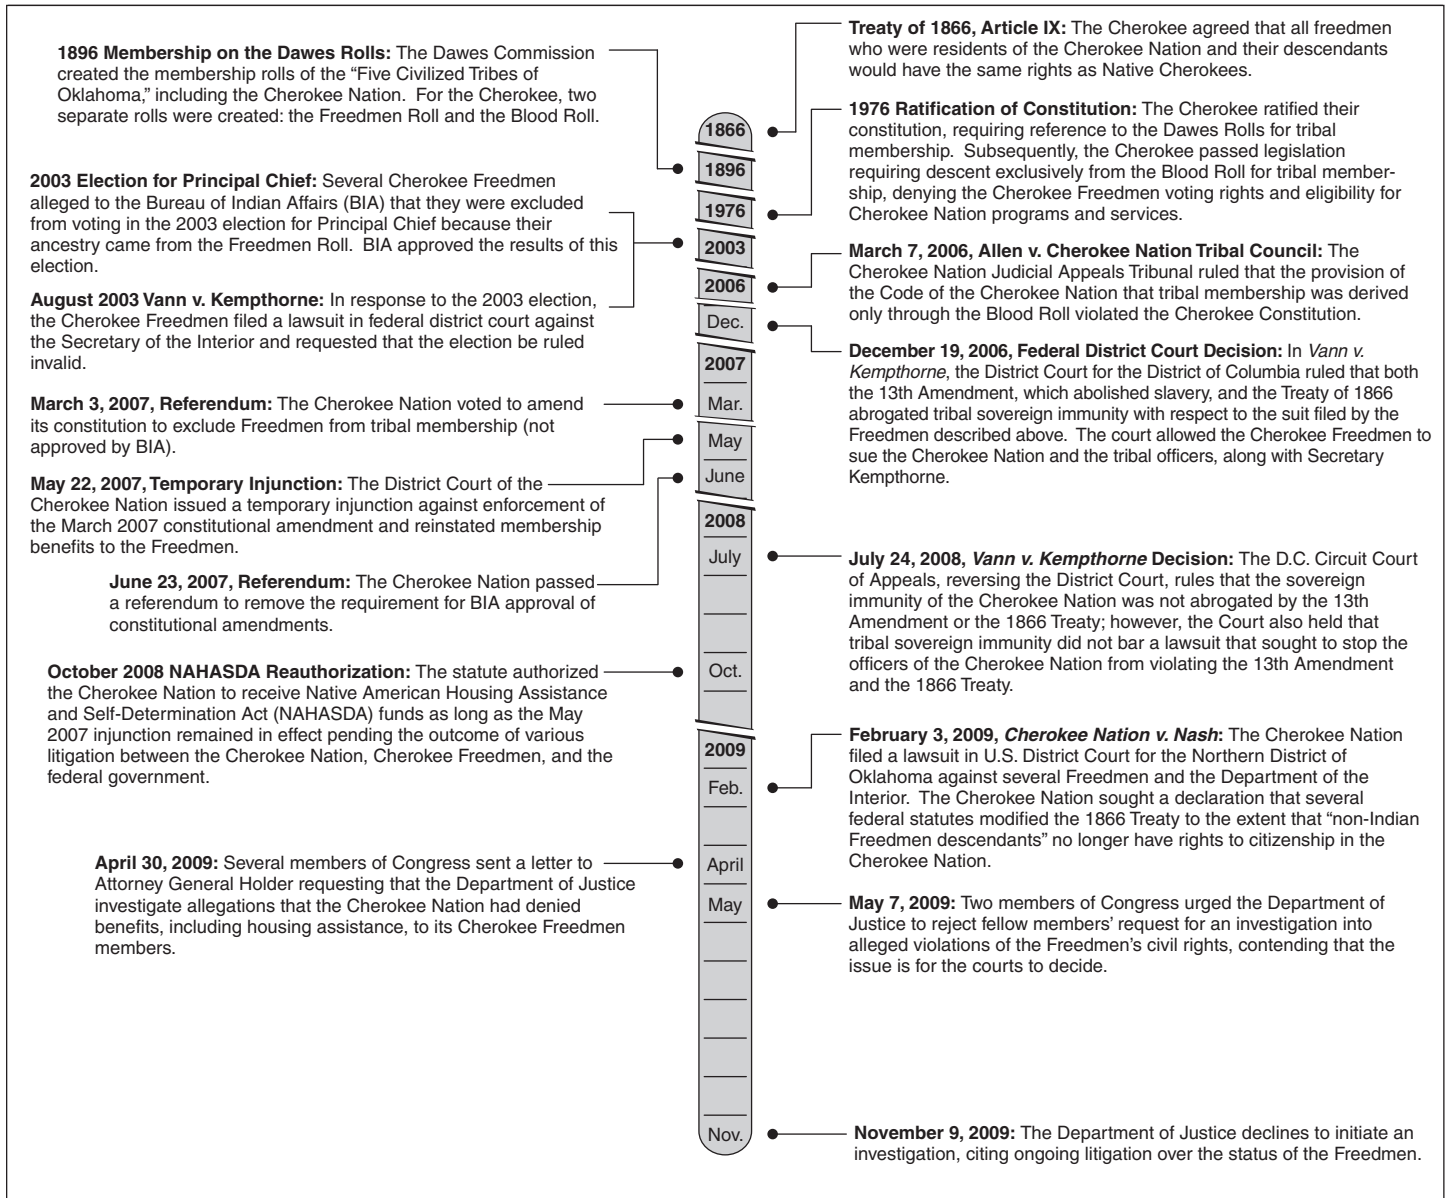 1896 Membership on the Dawes Rolls: The Dawes Commission
created the membership rolls of the “Five Civilized Tribes of
Oklahoma,” including the Cherokee Nation. For the Cherokee, two
separate rolls were created: the Freedmen Roll and the Blood Roll.
2003 Election for Principal Chief: Several Cherokee Freedmen
alleged to the Bureau of Indian Affairs (BIA) that they were excluded
from voting in the 2003 election for Principal Chief because their
ancestry came from the Freedmen Roll. BIA approved the results of this
election.
August 2003 Vann v. Kempthorne: In response to the 2003 election,
the Cherokee Freedmen filed a lawsuit in federal district court against
the Secretary of the Interior and requested that the election be ruled
invalid.
March 3, 2007, Referendum: The Cherokee Nation voted to amend
its constitution to exclude Freedmen from tribal membership (not
approved by BIA).
May 22, 2007, Temporary Injunction: The District Court of the
Cherokee Nation issued a temporary injunction against enforcement of
the March 2007 constitutional amendment and reinstated membership
benefits to the Freedmen.
June 23, 2007, Referendum: The Cherokee Nation passed
a referendum to remove the requirement for BIA approval of
constitutional amendments.
October 2008 NAHASDA Reauthorization: The statute authorized
the Cherokee Nation to receive Native American Housing Assistance
and Self-Determination Act (NAHASDA) funds as long as the May
2007 injunction remained in effect pending the outcome of various
litigation between the Cherokee Nation, Cherokee Freedmen, and the
federal government.
April 30, 2009: Several members of Congress sent a letter to
Attorney General Holder requesting that the Department of Justice
investigate allegations that the Cherokee Nation had denied
benefits, including housing assistance, to its Cherokee Freedmen
members.
1866
1896
1976
2003
2006
Dec.
2007
Mar.
May
June
2008
July
Oct.
2009
Feb.
April
May
Nov.
Treaty of 1866, Article IX: The Cherokee agreed that all freedmen
who were residents of the Cherokee Nation and their descendants
would have the same rights as Native Cherokees.
1976 Ratification of Constitution: The Cherokee ratified their
constitution, requiring reference to the Dawes Rolls for tribal
membership. Subsequently, the Cherokee passed legislation
requiring descent exclusively from the Blood Roll for tribal member-
ship, denying the Cherokee Freedmen voting rights and eligibility for
Cherokee Nation programs and services.
March 7, 2006, Allen v. Cherokee Nation Tribal Council: The
Cherokee Nation Judicial Appeals Tribunal ruled that the provision of
the Code of the Cherokee Nation that tribal membership was derived
only through the Blood Roll violated the Cherokee Constitution.
December 19, 2006, Federal District Court Decision: In Vann v.
Kempthorne, the District Court for the District of Columbia ruled that both
the 13th Amendment, which abolished slavery, and the Treaty of 1866
abrogated tribal sovereign immunity with respect to the suit filed by the
Freedmen described above. The court allowed the Cherokee Freedmen to
sue the Cherokee Nation and the tribal officers, along with Secretary
Kempthorne.
July 24, 2008, Vann v. Kempthorne Decision: The D.C. Circuit Court
of Appeals, reversing the District Court, rules that the sovereign
immunity of the Cherokee Nation was not abrogated by the 13th
Amendment or the 1866 Treaty; however, the Court also held that
tribal sovereign immunity did not bar a lawsuit that sought to stop the
officers of the Cherokee Nation from violating the 13th Amendment
and the 1866 Treaty.
February 3, 2009, Cherokee Nation v. Nash: The Cherokee Nation
filed a lawsuit in U.S. District Court for the Northern District of
Oklahoma against several Freedmen and the Department of the
Interior. The Cherokee Nation sought a declaration that several
federal statutes modified the 1866 Treaty to the extent that “non-Indian
Freedmen descendants” no longer have rights to citizenship in the
Cherokee Nation.
May 7, 2009: Two members of Congress urged the Department of
Justice to reject fellow members’ request for an investigation into
alleged violations of the Freedmen’s civil rights, contending that the
issue is for the courts to decide.
November 9, 2009: The Department of Justice declines to initiate an
investigation, citing ongoing litigation over the status of the Freedmen.